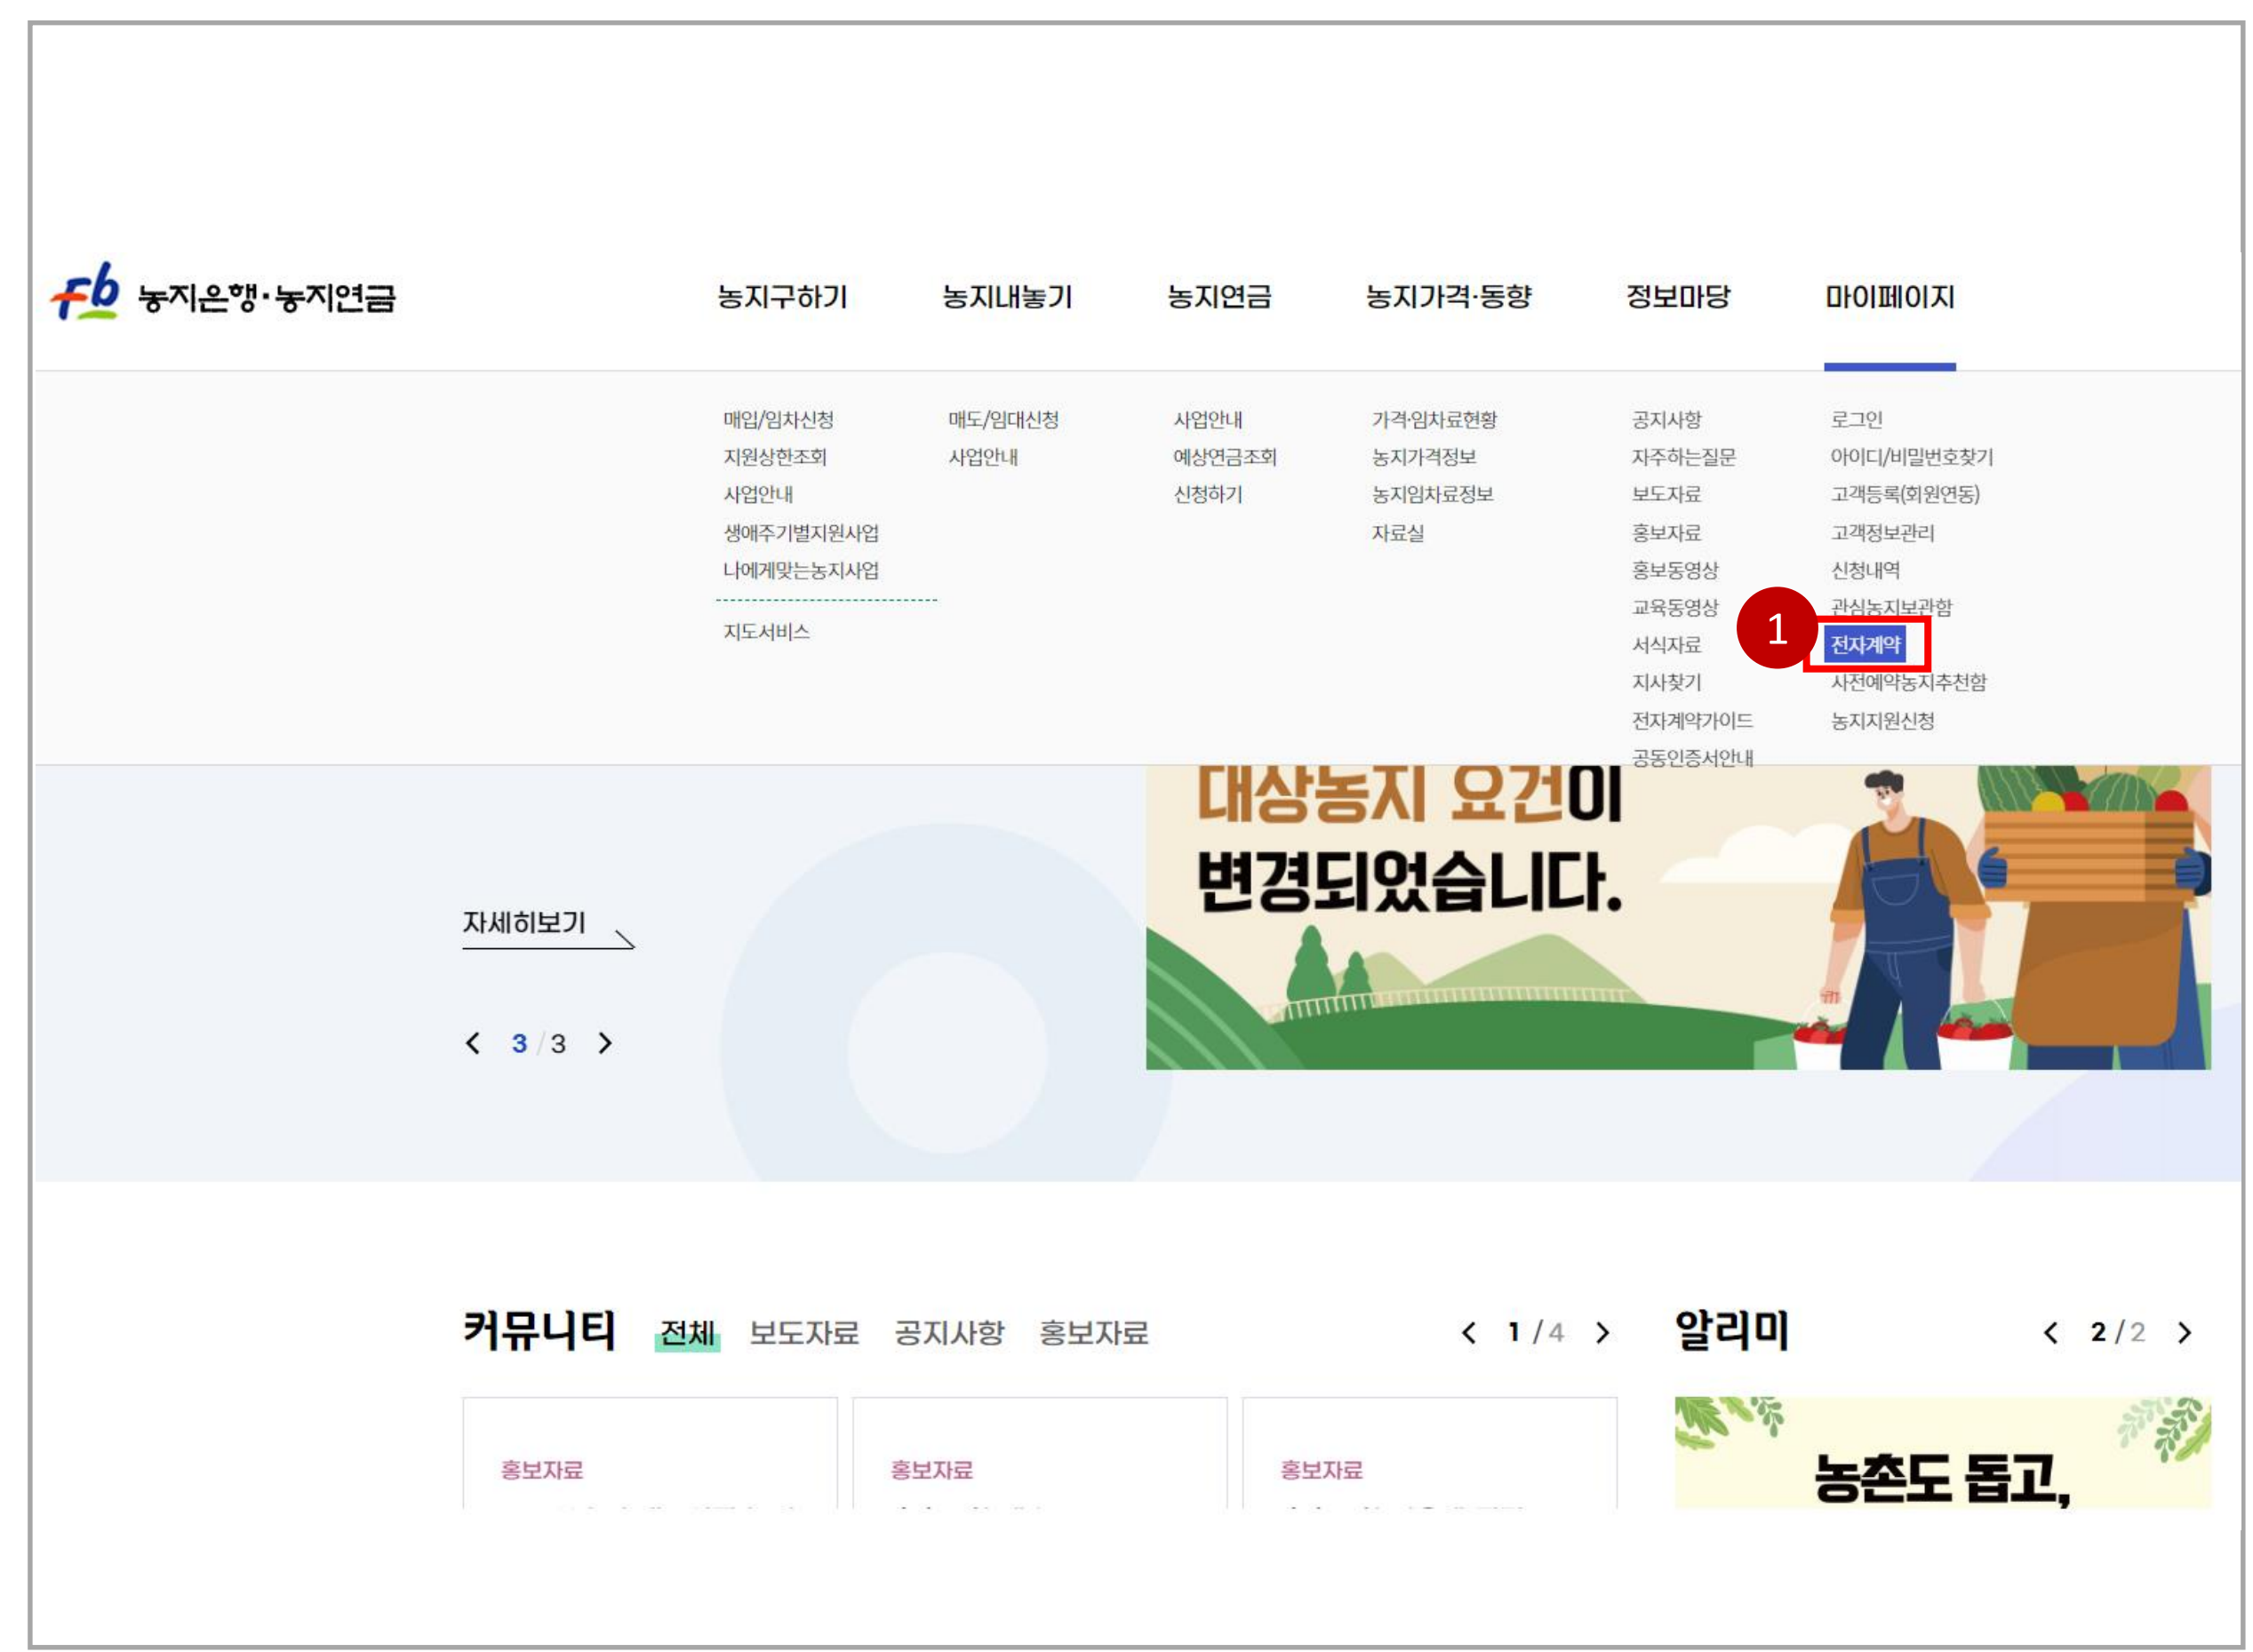 Fb 농지은행·농지연금
농지구하기 농지내놓기 농지연금 농지가격·동향 정보마당 마이페이지
매입/임차신청 매도/임대신청 사업안내 가격·임차료현황 공지사항 로그인
지원상한조회 사업안내 예상연금조회 농지가격정보 자주하는질문 아이디/비밀번호찾기
사업안내 신청하기 농지임차료정보 보도자료 고객등록(회원연동)
생애주기별지원사업 자료실 홍보자료 고객정보관리
나에게맞는농지사업 홍보동영상 신청내역
교육동영상 관심농지보관함
지도서비스 서식자료 1 전자계약
지사찾기 사전예약농지추천함
전자계약가이드 농지지원신청
공동인증서안내
대상농지 요건이
변경되었습니다.
자세히보기
< 3 / 3 >
커뮤니티 전체 보도자료 공지사항 홍보자료 < 1 / 4 > 알리미 < 2 / 2 >
홍보자료 홍보자료 홍보자료
농촌도 돕고,